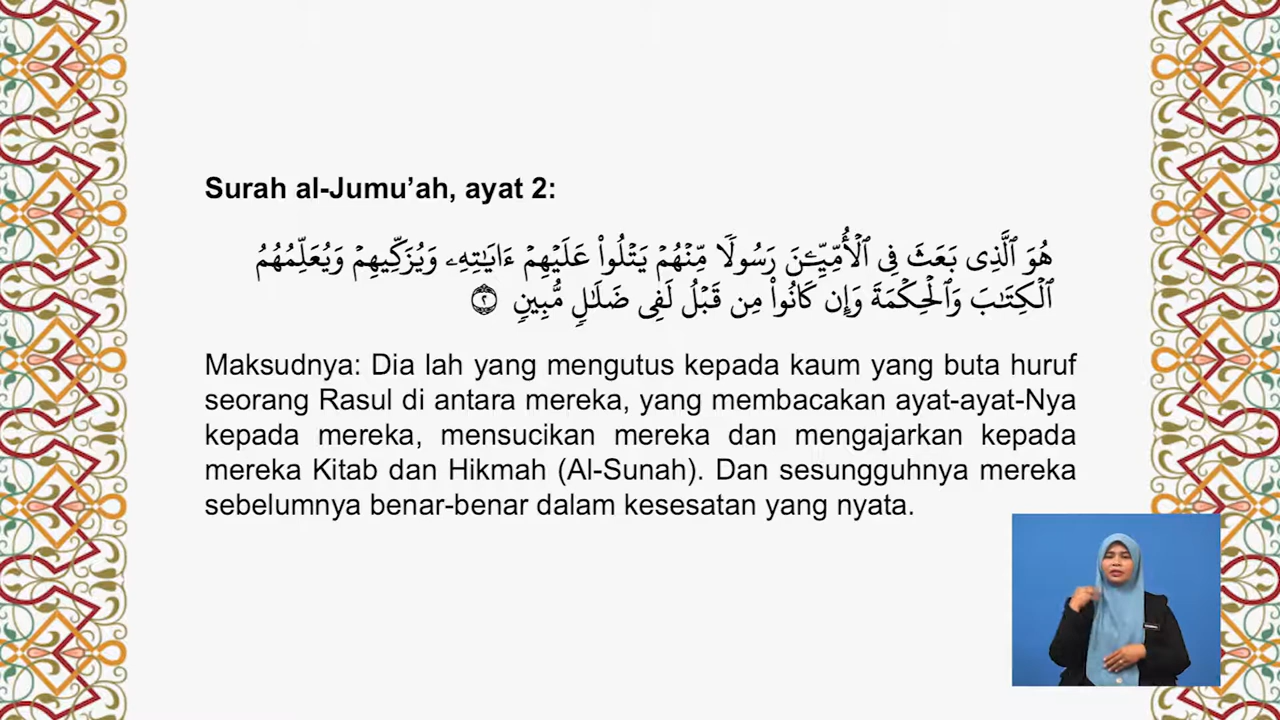 Surah al-Jumu’ah, ayat 2:
هُوَ ٱلَّذِى بَعَثَ فِى ٱلْأُمِّيِّـۧنَ رَسُولًا مِّنْهُمْ يَتْلُوا۟ عَلَيْهِمْ ءَايَـٰتِهِۦ وَيُزَكِّيهِمْ وَيُعَلِّمُهُمُ
ٱلْكِتَـٰبَ وَٱلْحِكْمَةَ وَإِن كَانُوا۟ مِن قَبْلُ لَفِى ضَلَـٰلٍ مُّبِينٍ ٢
Maksudnya: Dia lah yang mengutus kepada kaum yang buta huruf
seorang Rasul di antara mereka, yang membacakan ayat-ayat-Nya
kepada mereka, mensucikan mereka dan mengajarkan kepada
mereka Kitab dan Hikmah (Al-Sunah). Dan sesungguhnya mereka
sebelumnya benar-benar dalam kesesatan yang nyata.